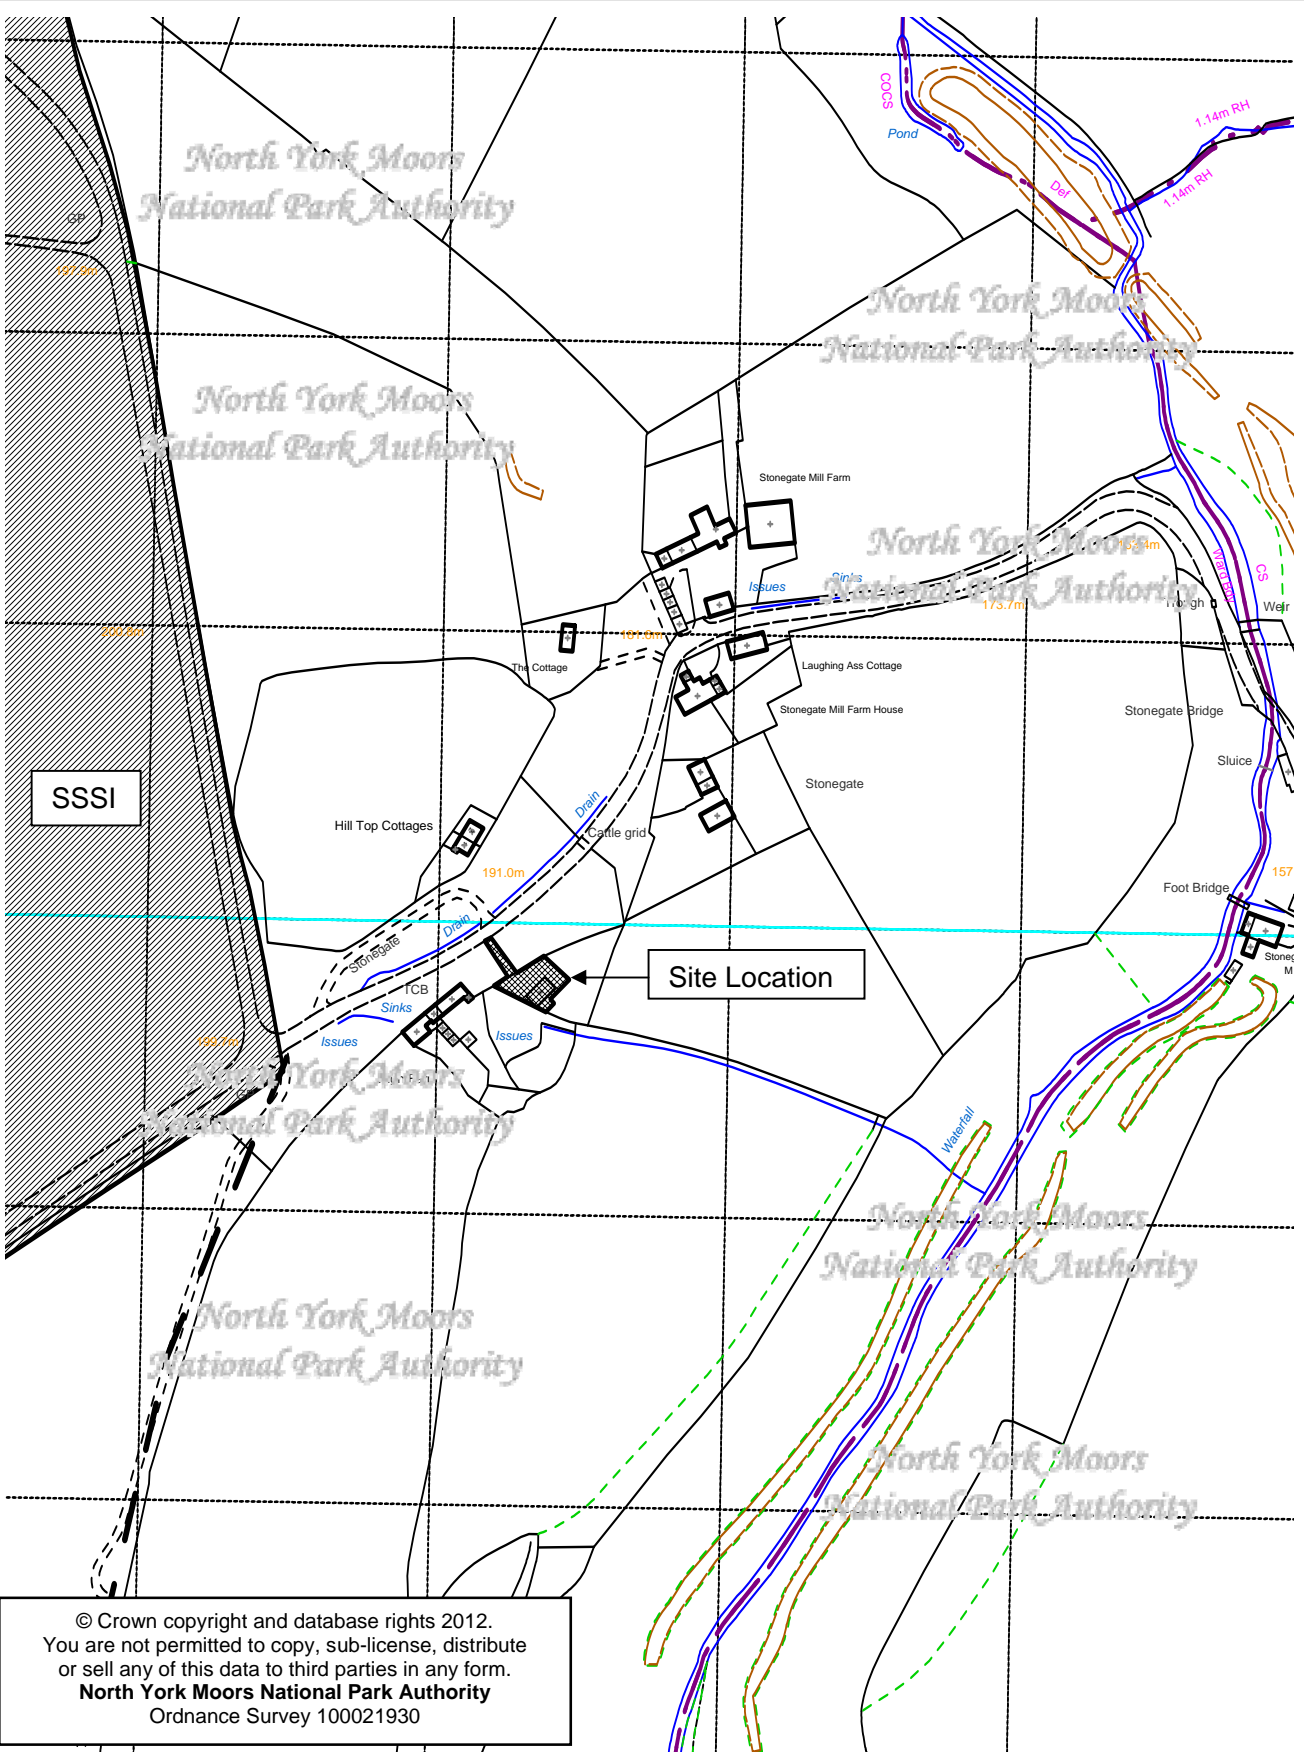 North York Moors
National Park Authority
COCS
Pond
1.14m RH
1.14m RH
Def
GP
North York Moors
National Park Authority
North York Moors
National Park Authority
Stonegate Mill Farm
North York Moors
National Park Authority
Issues
Sinks
173.7m
Ward Bdy
CS
Trough
Weir
181.6m
The Cottage
Laughing Ass Cottage
Stonegate Mill Farm House
Stonegate Bridge
Sluice
Stonegate
SSSI
Hill Top Cottages
Drain
Cattle grid
191.0m
157
Foot Bridge
Drain
Stonegate
Stoneg
M
Site Location
TCB
Sinks
Issues
Issues
North York Moors
National Park Authority
Waterfall
North York Moors
National Park Authority
North York Moors
National Park Authority
North York Moors
National Park Authority
© Crown copyright and database rights 2012.
You are not permitted to copy, sub-license, distribute
or sell any of this data to third parties in any form.
North York Moors National Park Authority
Ordnance Survey 100021930